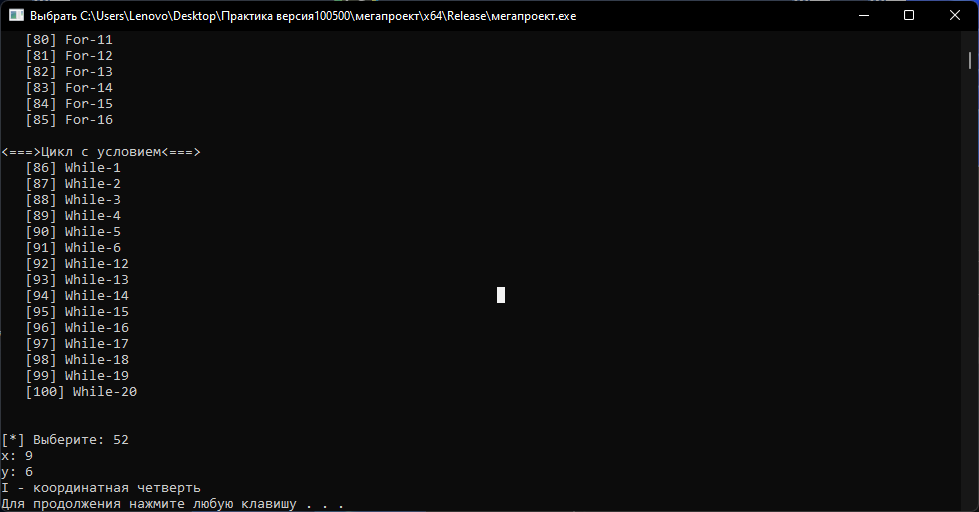 Выбрать C:\Users\Lenovo\Desktop\Практика версия100500\мегапроект\x64\Release\мегапроект.exe
[80] For-11
[81] For-12
[82] For-13
[83] For-14
[84] For-15
[85] For-16
<===>Цикл с условием<===>
[86] While-1
[87] While-2
[88] While-3
[89] While-4
[90] While-5
[91] While-6
[92] While-12
[93] While-13
[94] While-14
[95] While-15
[96] While-16
[97] While-17
[98] While-18
[99] While-19
[100] While-20
[*] Выберите: 52
x: 9
y: 6
I - координатная четверть
Для продолжения нажмите любую клавишу . . .